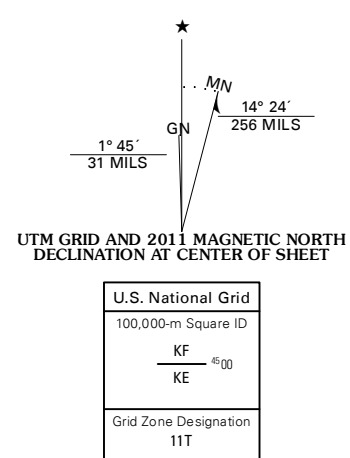 ★
MN
GN
14° 24´
256 MILS
1° 45´
31 MILS
UTM GRID AND 2011 MAGNETIC NORTH
DECLINATION AT CENTER OF SHEET
U.S. National Grid
100,000-m Square ID
KF
4500
KE
Grid Zone Designation
11T